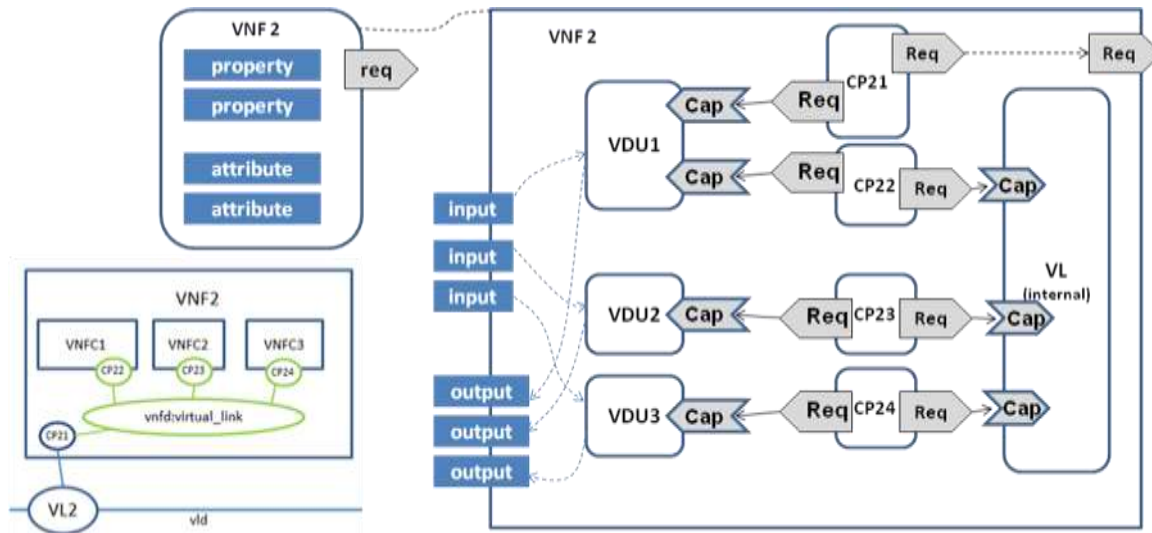 VNF 2
property
property
attribute
attribute
req
VNF2
VNFC1
VNFC2
VNFC3
CP22
CP23
CP24
vnfd:virtual_link
CP21
VL2
vld
VNF 2
input
input
input
output
output
output
VDU1
Cap
Cap
Req
CP21
Req
Req
Req
CP22
Req
Cap
VL
(internal)
VDU2
Cap
Req
CP23
Req
Cap
VDU3
Cap
Req
CP24
Req
Cap